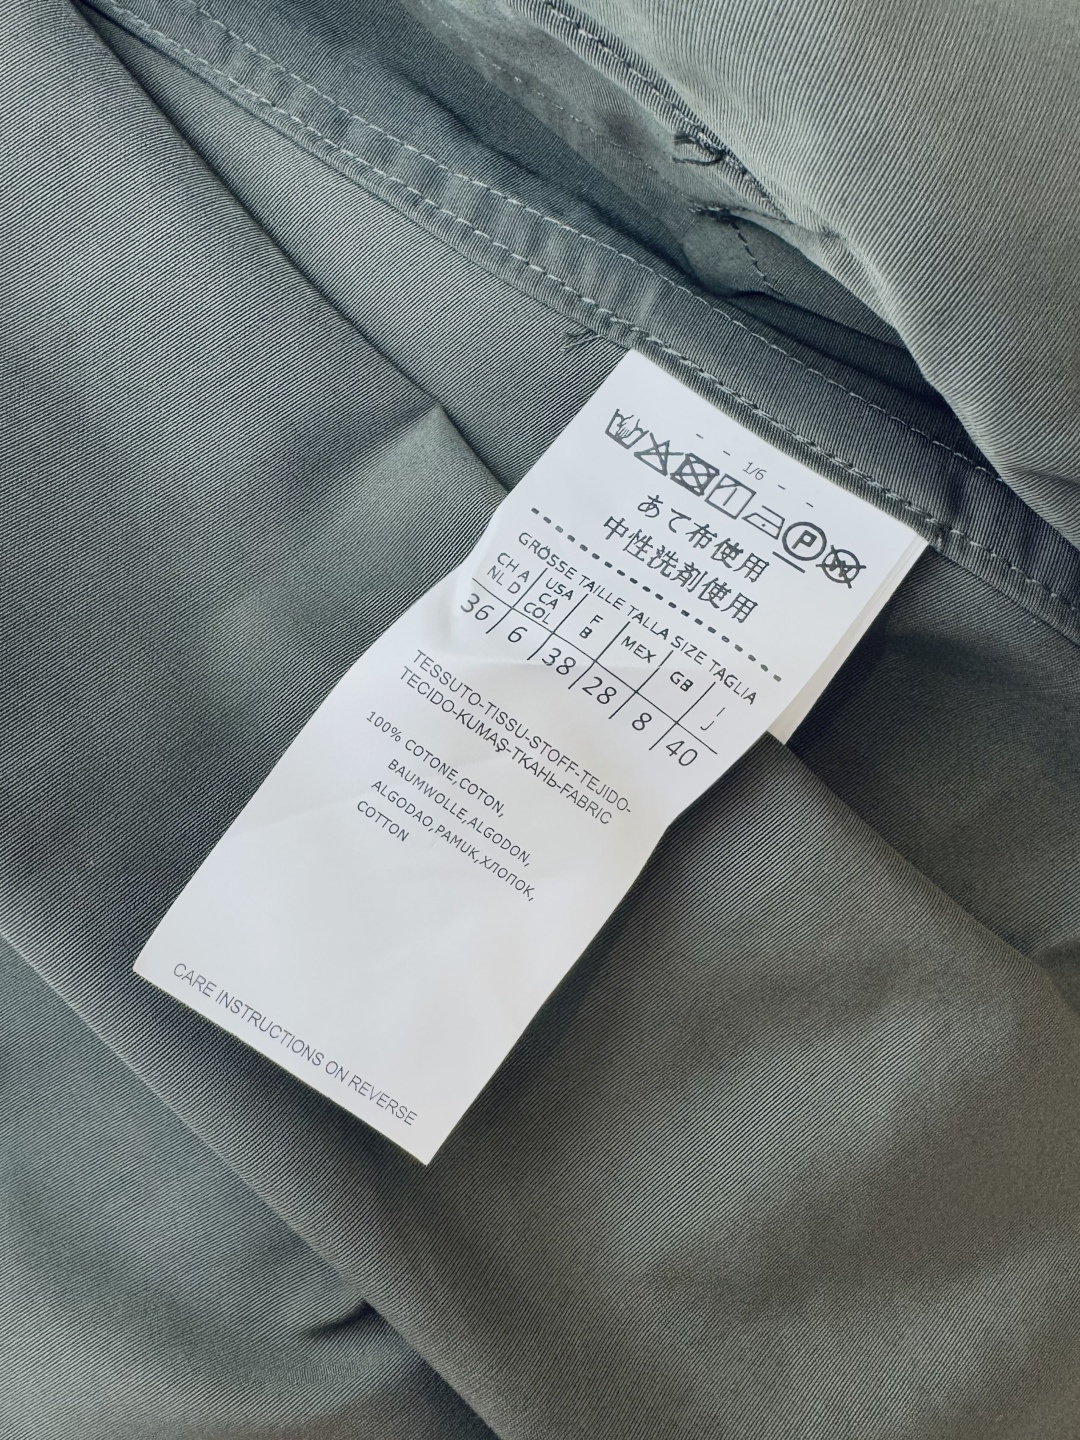 - - 1/6 - -
P W
あて布使用
中性洗剤使用
GRÖSSE TAILLE TALLA SIZE TAGLIA
CH A NL D | USA CA COL | F B | MEX | GB | I J
36 | 6 | 38 | 28 | 8 | 40
TESSUTO-TISSU-STOFF-TEJIDO-
TECIDO-KUMAŞ-ТКАНЬ-FABRIC
100% COTONE,COTON,
BAUMWOLLE,ALGODON,
ALGODAO,PAMUK,ХЛОПОК,
COTTON
CARE INSTRUCTIONS ON REVERSE